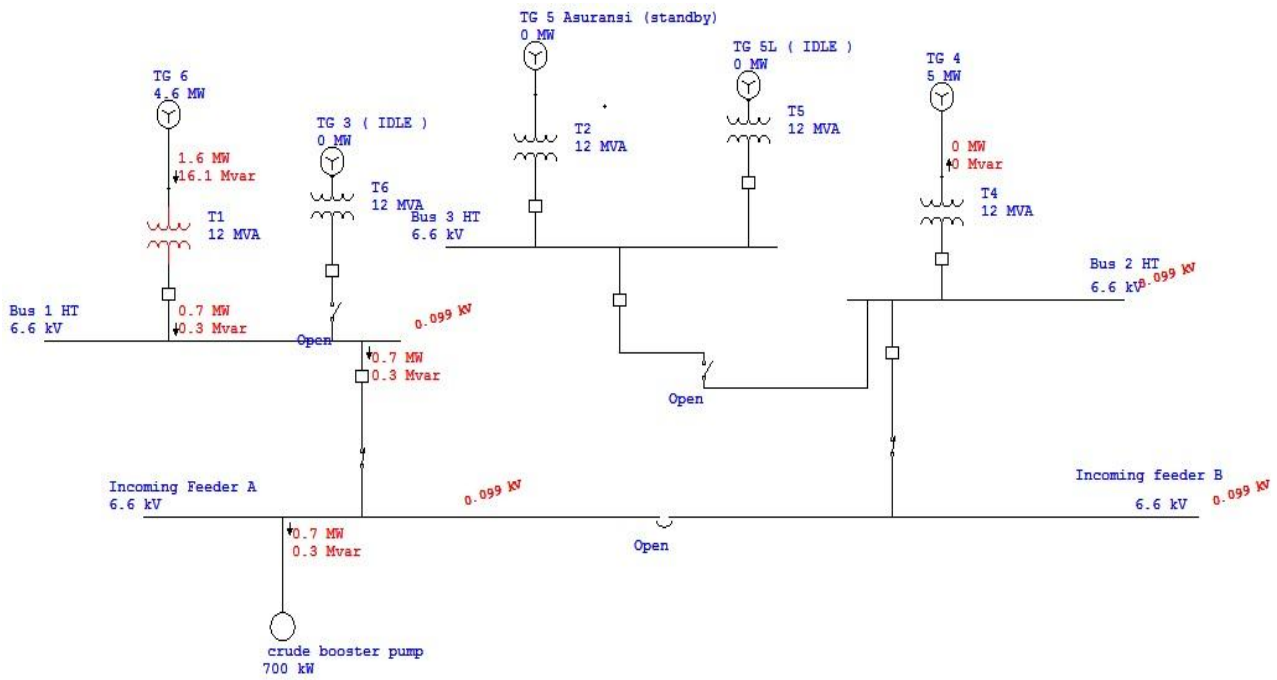 TG 5 Asuransi (standby)
0 MW
TG 5L ( IDLE )
0 MW
TG 4
5 MW
TG 6
4.6 MW
TG 3 ( IDLE )
0 MW
T5
12 MVA
T2
12 MVA
1.6 MW
16.1 Mvar
0 MW
0 Mvar
T6
12 MVA
T4
12 MVA
T1
12 MVA
Bus 3 HT
6.6 kV
Bus 2 HT
6.6 kV
0.099 kV
Bus 1 HT
6.6 kV
0.7 MW
0.3 Mvar
0.099 kV
Open
0.7 MW
0.3 Mvar
Open
Incoming Feeder A
6.6 kV
0.099 kV
Incoming feeder B
6.6 kV
0.099 kV
0.7 MW
0.3 Mvar
Open
crude booster pump
700 kW